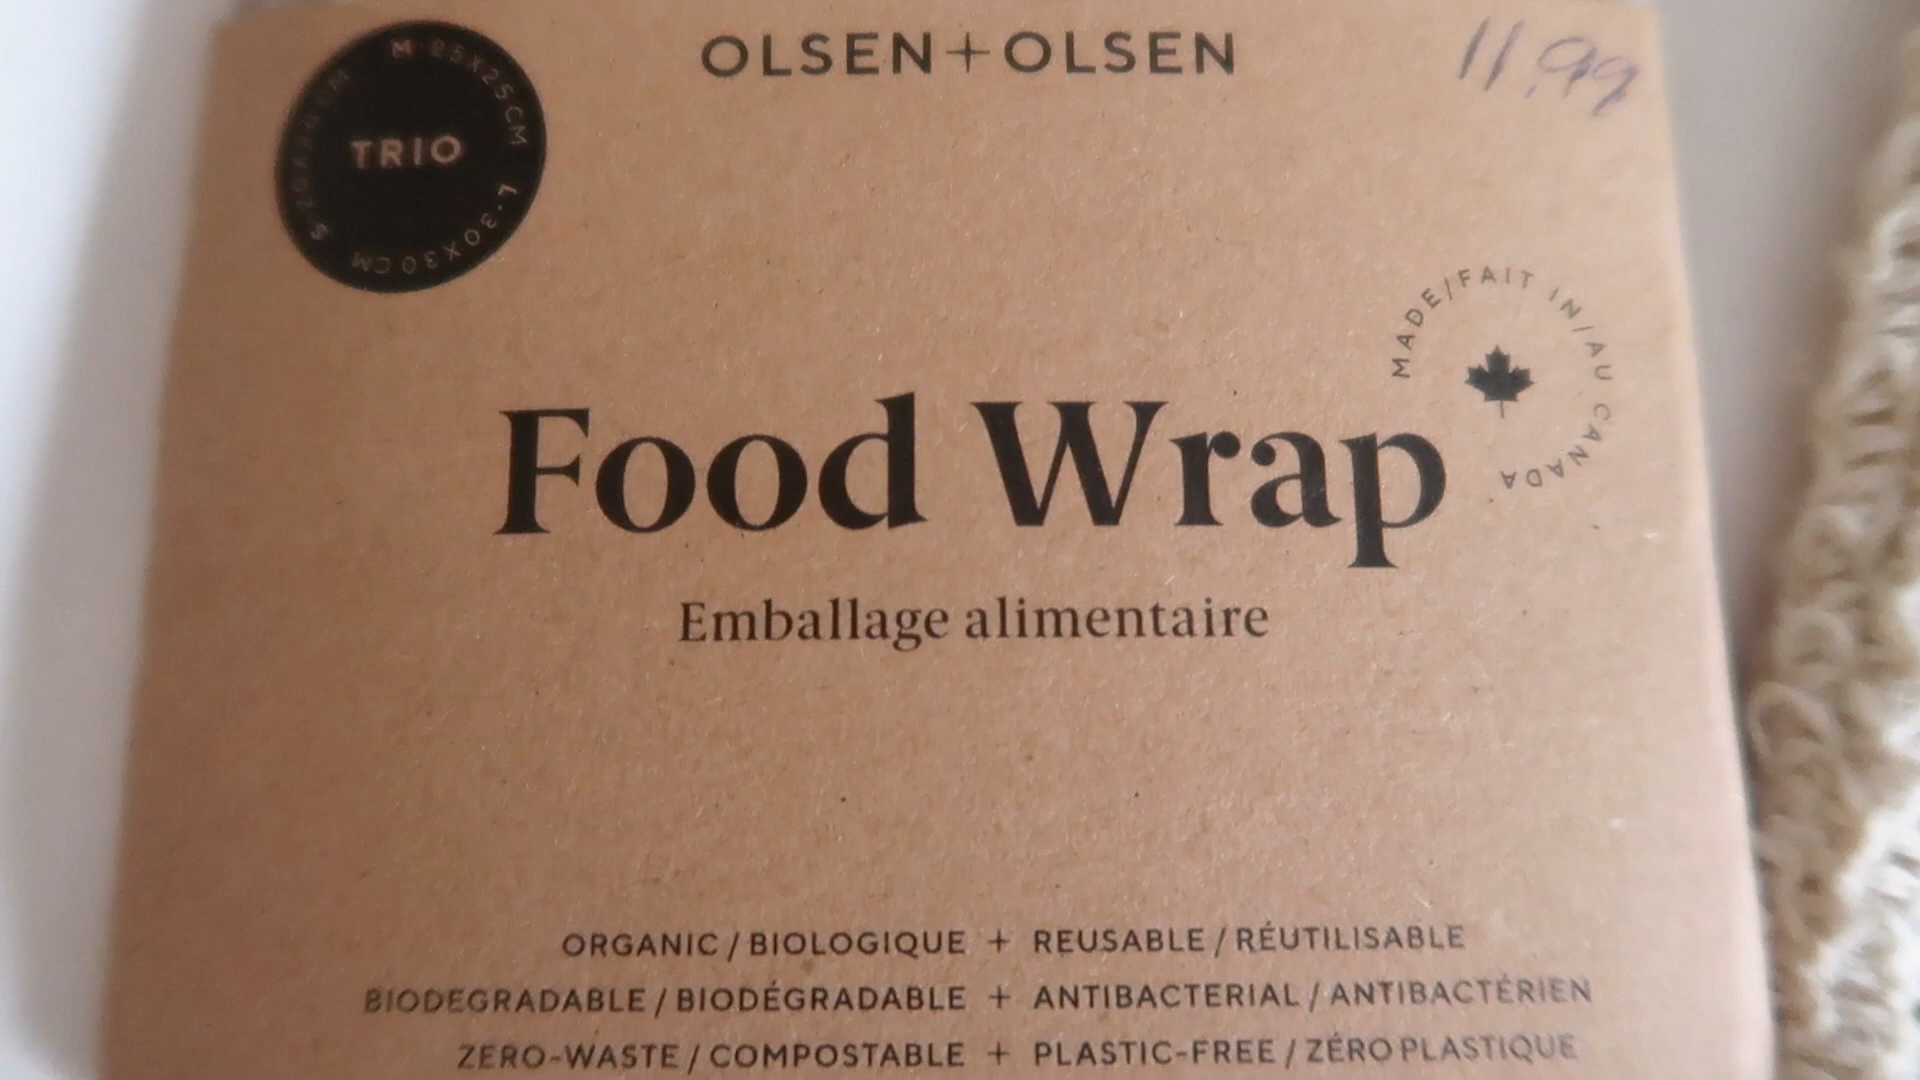 OLSEN+OLSEN
11.99
M·25X25CM
L·30X30CM
S·20X20CM
TRIO
MADE/FAIT IN/AU CANADA
Food Wrap
Emballage alimentaire
ORGANIC / BIOLOGIQUE + REUSABLE / RÉUTILISABLE
BIODEGRADABLE / BIODÉGRADABLE + ANTIBACTERIAL / ANTIBACTÉRIEN
ZERO-WASTE / COMPOSTABLE + PLASTIC-FREE / ZÉRO PLASTIQUE